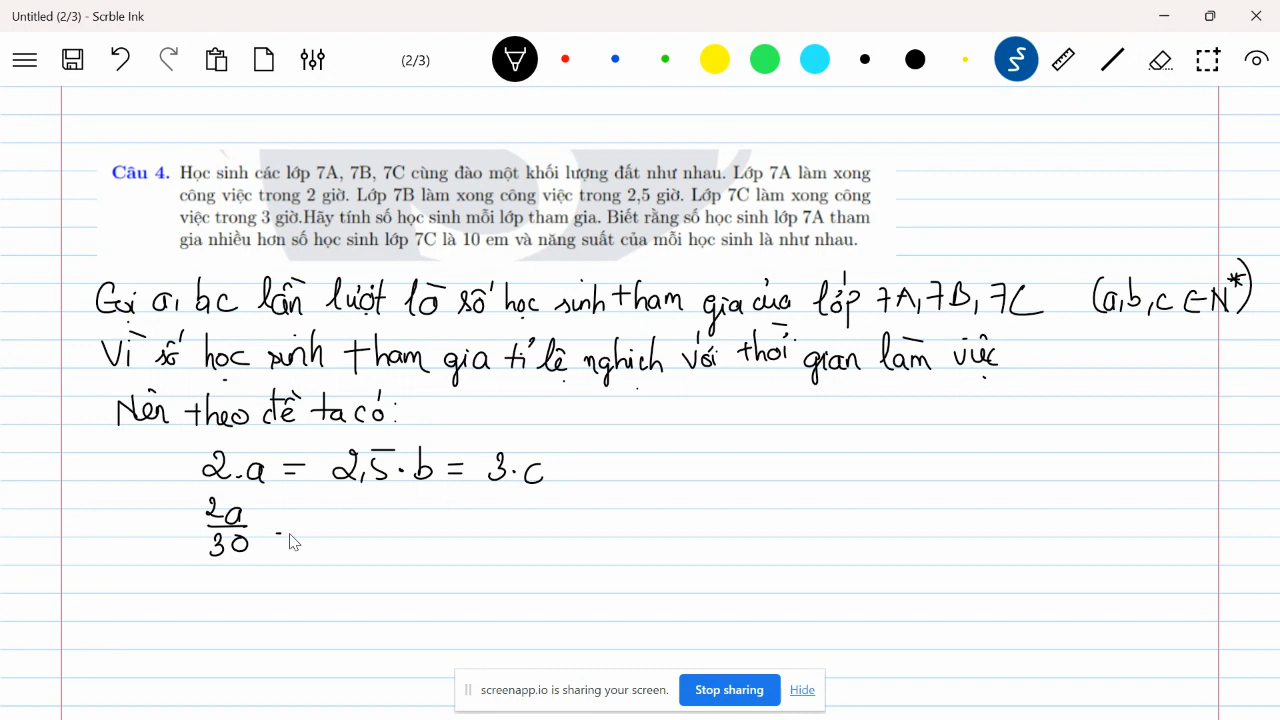 Untitled (2/3) - Scrble Ink
(2/3)
Câu 4. Học sinh các lớp 7A, 7B, 7C cùng đào một khối lượng đất như nhau. Lớp 7A làm xong
công việc trong 2 giờ. Lớp 7B làm xong công việc trong 2,5 giờ. Lớp 7C làm xong công
việc trong 3 giờ.Hãy tính số học sinh mỗi lớp tham gia. Biết rằng số học sinh lớp 7A tham
gia nhiều hơn số học sinh lớp 7C là 10 em và năng suất của mỗi học sinh là như nhau.
Gọi a, b c lần lượt là số học sinh tham gia của lớp 7A, 7B, 7C (a,b,c ∈ N*)
Vì số học sinh tham gia tỉ lệ nghịch với thời gian làm việc
Nên theo đề ta có:
2.a = 2,5.b = 3.c
2a
30 -
screenapp.io is sharing your screen. Stop sharing Hide